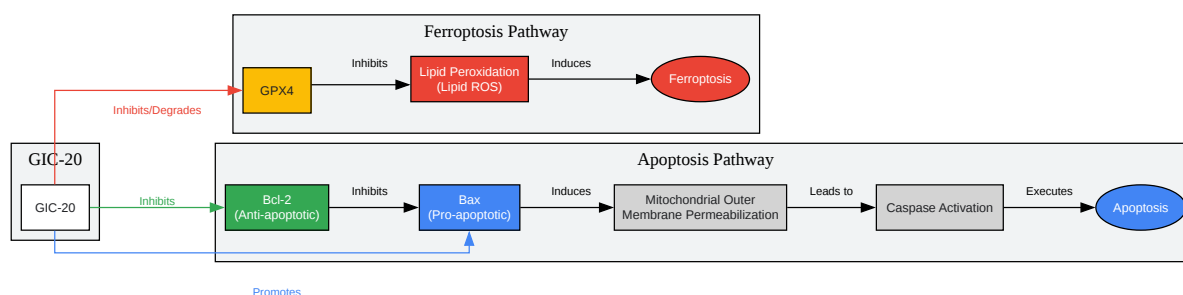 Ferroptosis Pathway
GPX4
Inhibits
Lipid Peroxidation
(Lipid ROS)
Induces
Ferroptosis
Inhibits/Degrades
GIC-20
GIC-20
Inhibits
Apoptosis Pathway
Bcl-2
(Anti-apoptotic)
Inhibits
Bax
(Pro-apoptotic)
Induces
Mitochondrial Outer
Membrane Permeabilization
Leads to
Caspase Activation
Executes
Apoptosis
Promotes